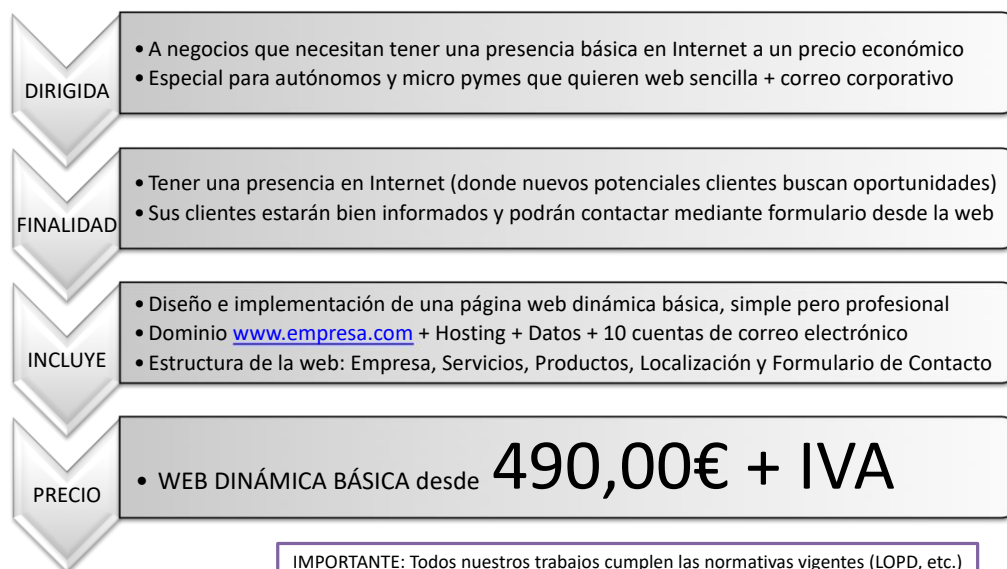 DIRIGIDA
• A negocios que necesitan tener una presencia básica en Internet a un precio económico
• Especial para autónomos y micro pymes que quieren web sencilla + correo corporativo
FINALIDAD
• Tener una presencia en Internet (donde nuevos potenciales clientes buscan oportunidades)
• Sus clientes estarán bien informados y podrán contactar mediante formulario desde la web
INCLUYE
• Diseño e implementación de una página web dinámica básica, simple pero profesional
• Dominio www.empresa.com + Hosting + Datos + 10 cuentas de correo electrónico
• Estructura de la web: Empresa, Servicios, Productos, Localización y Formulario de Contacto
PRECIO
• WEB DINÁMICA BÁSICA desde 490,00€ + IVA
IMPORTANTE: Todos nuestros trabajos cumplen las normativas vigentes (LOPD, etc.)